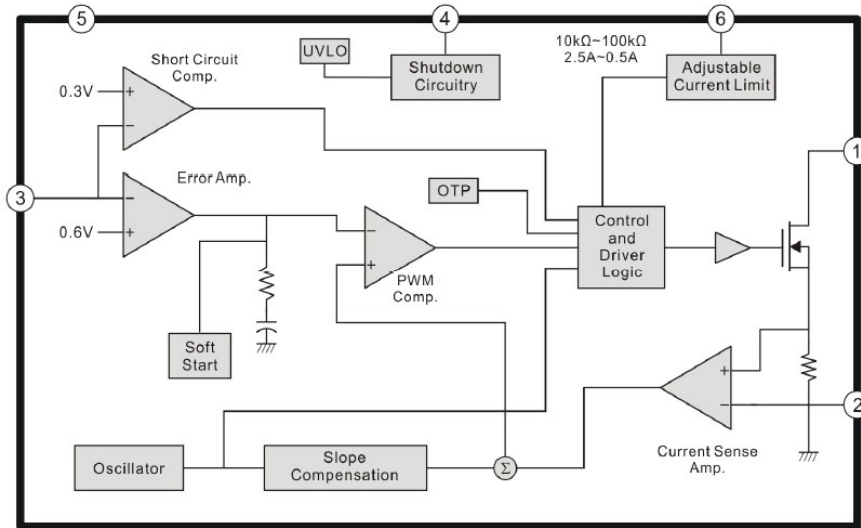 5
4
6
UVLO
Shutdown
Circuitry
10kΩ~100kΩ
2.5A~0.5A
Adjustable
Current Limit
Short Circuit
Comp.
0.3V
+
−
1
3
Error Amp.
−
0.6V
+
OTP
Control
and
Driver
Logic
−
+
PWM
Comp.
Soft
Start
+
−
2
Current Sense
Amp.
Oscillator
Slope
Compensation
Σ